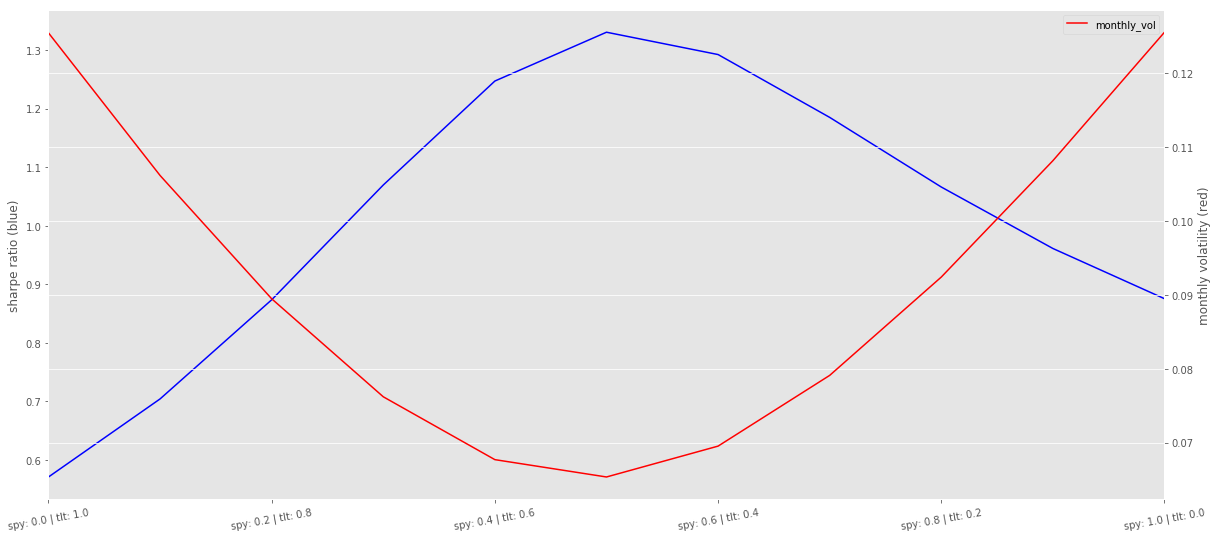 monthly_vol
sharpe ratio (blue)
1.3
1.2
1.1
1.0
0.9
0.8
0.7
0.6
0.12
0.11
0.10
0.09
0.08
0.07
monthly volatility (red)
spy: 0.0 | tlt: 1.0
spy: 0.2 | tlt: 0.8
spy: 0.4 | tlt: 0.6
spy: 0.6 | tlt: 0.4
spy: 0.8 | tlt: 0.2
spy: 1.0 | tlt: 0.0